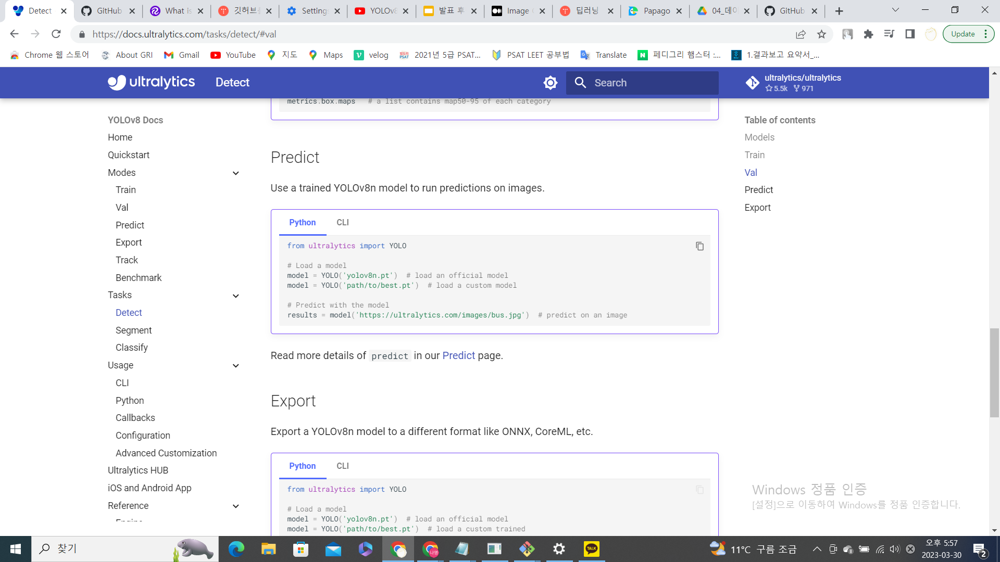 Detect
GitHub
What is
깃허브
Settings
YOLOv8
발표 후
Image
딥러닝
Papago
04_데이
GitHub
https://docs.ultralytics.com/tasks/detect/#val
Update
Chrome 웹 스토어
About GRI
Gmail
YouTube
지도
Maps
velog
2021년 5급 PSAT...
PSAT LEET 공부법
Translate
페디그리 햄스터 :...
1.결과보고 요약서_...
ultralytics
Detect
Search
ultralytics/ultralytics
5.5k 971
YOLOv8 Docs
Home
Quickstart
Modes
Train
Val
Predict
Export
Track
Benchmark
Tasks
Detect
Segment
Classify
Usage
CLI
Python
Callbacks
Configuration
Advanced Customization
Ultralytics HUB
iOS and Android App
Reference
metrics.box.maps # a list contains map50-95 of each category
Predict
Use a trained YOLOv8n model to run predictions on images.
Python CLI
from ultralytics import YOLO
# Load a model
model = YOLO('yolov8n.pt') # load an official model
model = YOLO('path/to/best.pt') # load a custom model
# Predict with the model
results = model('https://ultralytics.com/images/bus.jpg') # predict on an image
Read more details of predict in our Predict page.
Export
Export a YOLOv8n model to a different format like ONNX, CoreML, etc.
Python CLI
from ultralytics import YOLO
# Load a model
model = YOLO('yolov8n.pt') # load an official model
model = YOLO('path/to/best.pt') # load a custom trained
Table of contents
Models
Train
Val
Predict
Export
Windows 정품 인증
[설정]으로 이동하여 Windows를 정품 인증합니다.
찾기
TALK
11°C 구름 조금
오후 5:57
2023-03-30
2